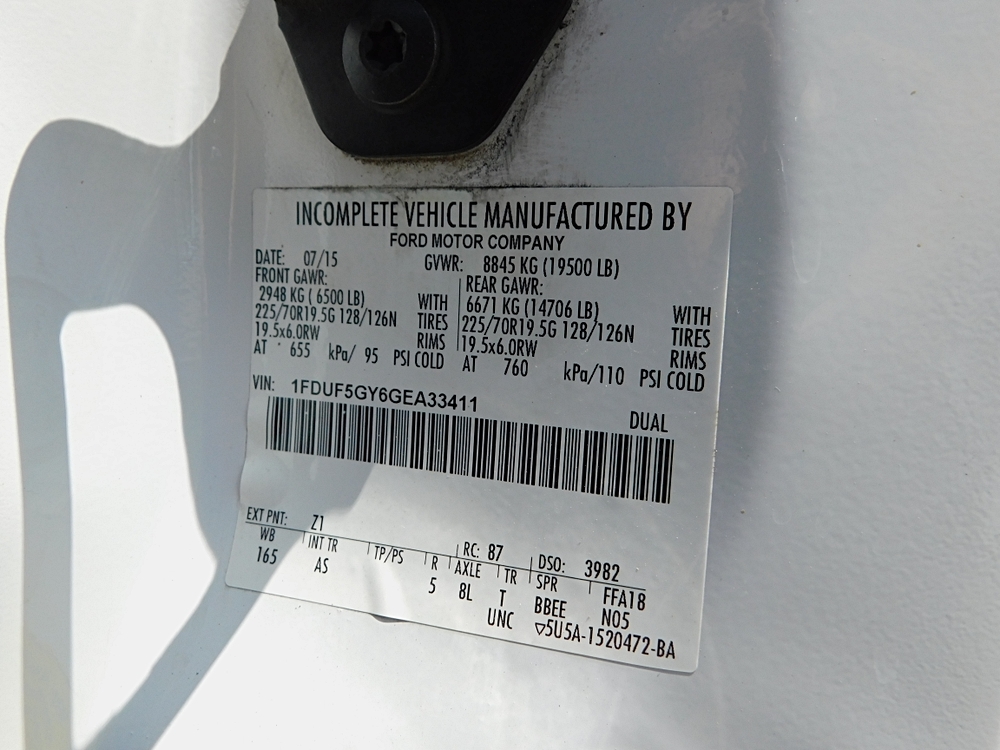 INCOMPLETE VEHICLE MANUFACTURED BY
FORD MOTOR COMPANY
DATE: 07/15 GVWR: 8845 KG (19500 LB)
FRONT GAWR: REAR GAWR:
2948 KG ( 6500 LB) WITH 6671 KG (14706 LB) WITH
225/70R19.5G 128/126N TIRES 225/70R19.5G 128/126N TIRES
19.5x6.0RW RIMS 19.5x6.0RW RIMS
AT 655 kPa/ 95 PSI COLD AT 760 kPa/110 PSI COLD
VIN: 1FDUF5GY6GEA33411
DUAL
EXT PNT: Z1 RC: 87 DSO: 3982
WB INT TR TP/PS R AXLE TR SPR FFA18
165 AS 5 8L T BBEE N05
UNC ▽5U5A-1520472-BA